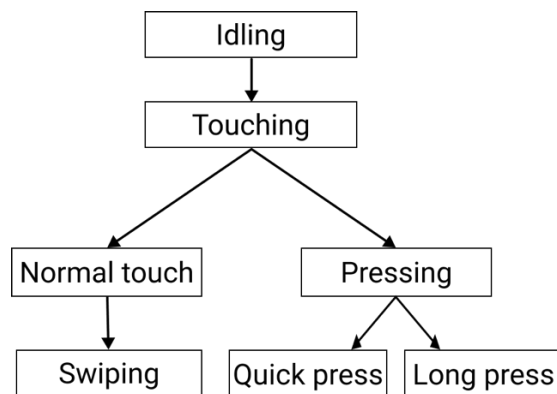 Idling
Touching
Normal touch
Pressing
Swiping
Quick press
Long press